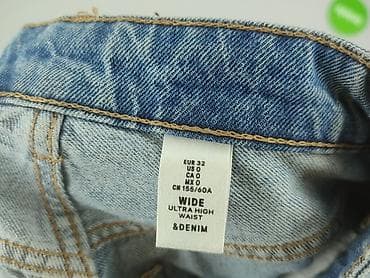 EUR 32
US 0
CA 0
MX 0
CN 155/60A
WIDE
ULTRA HIGH
WAIST
&DENIM